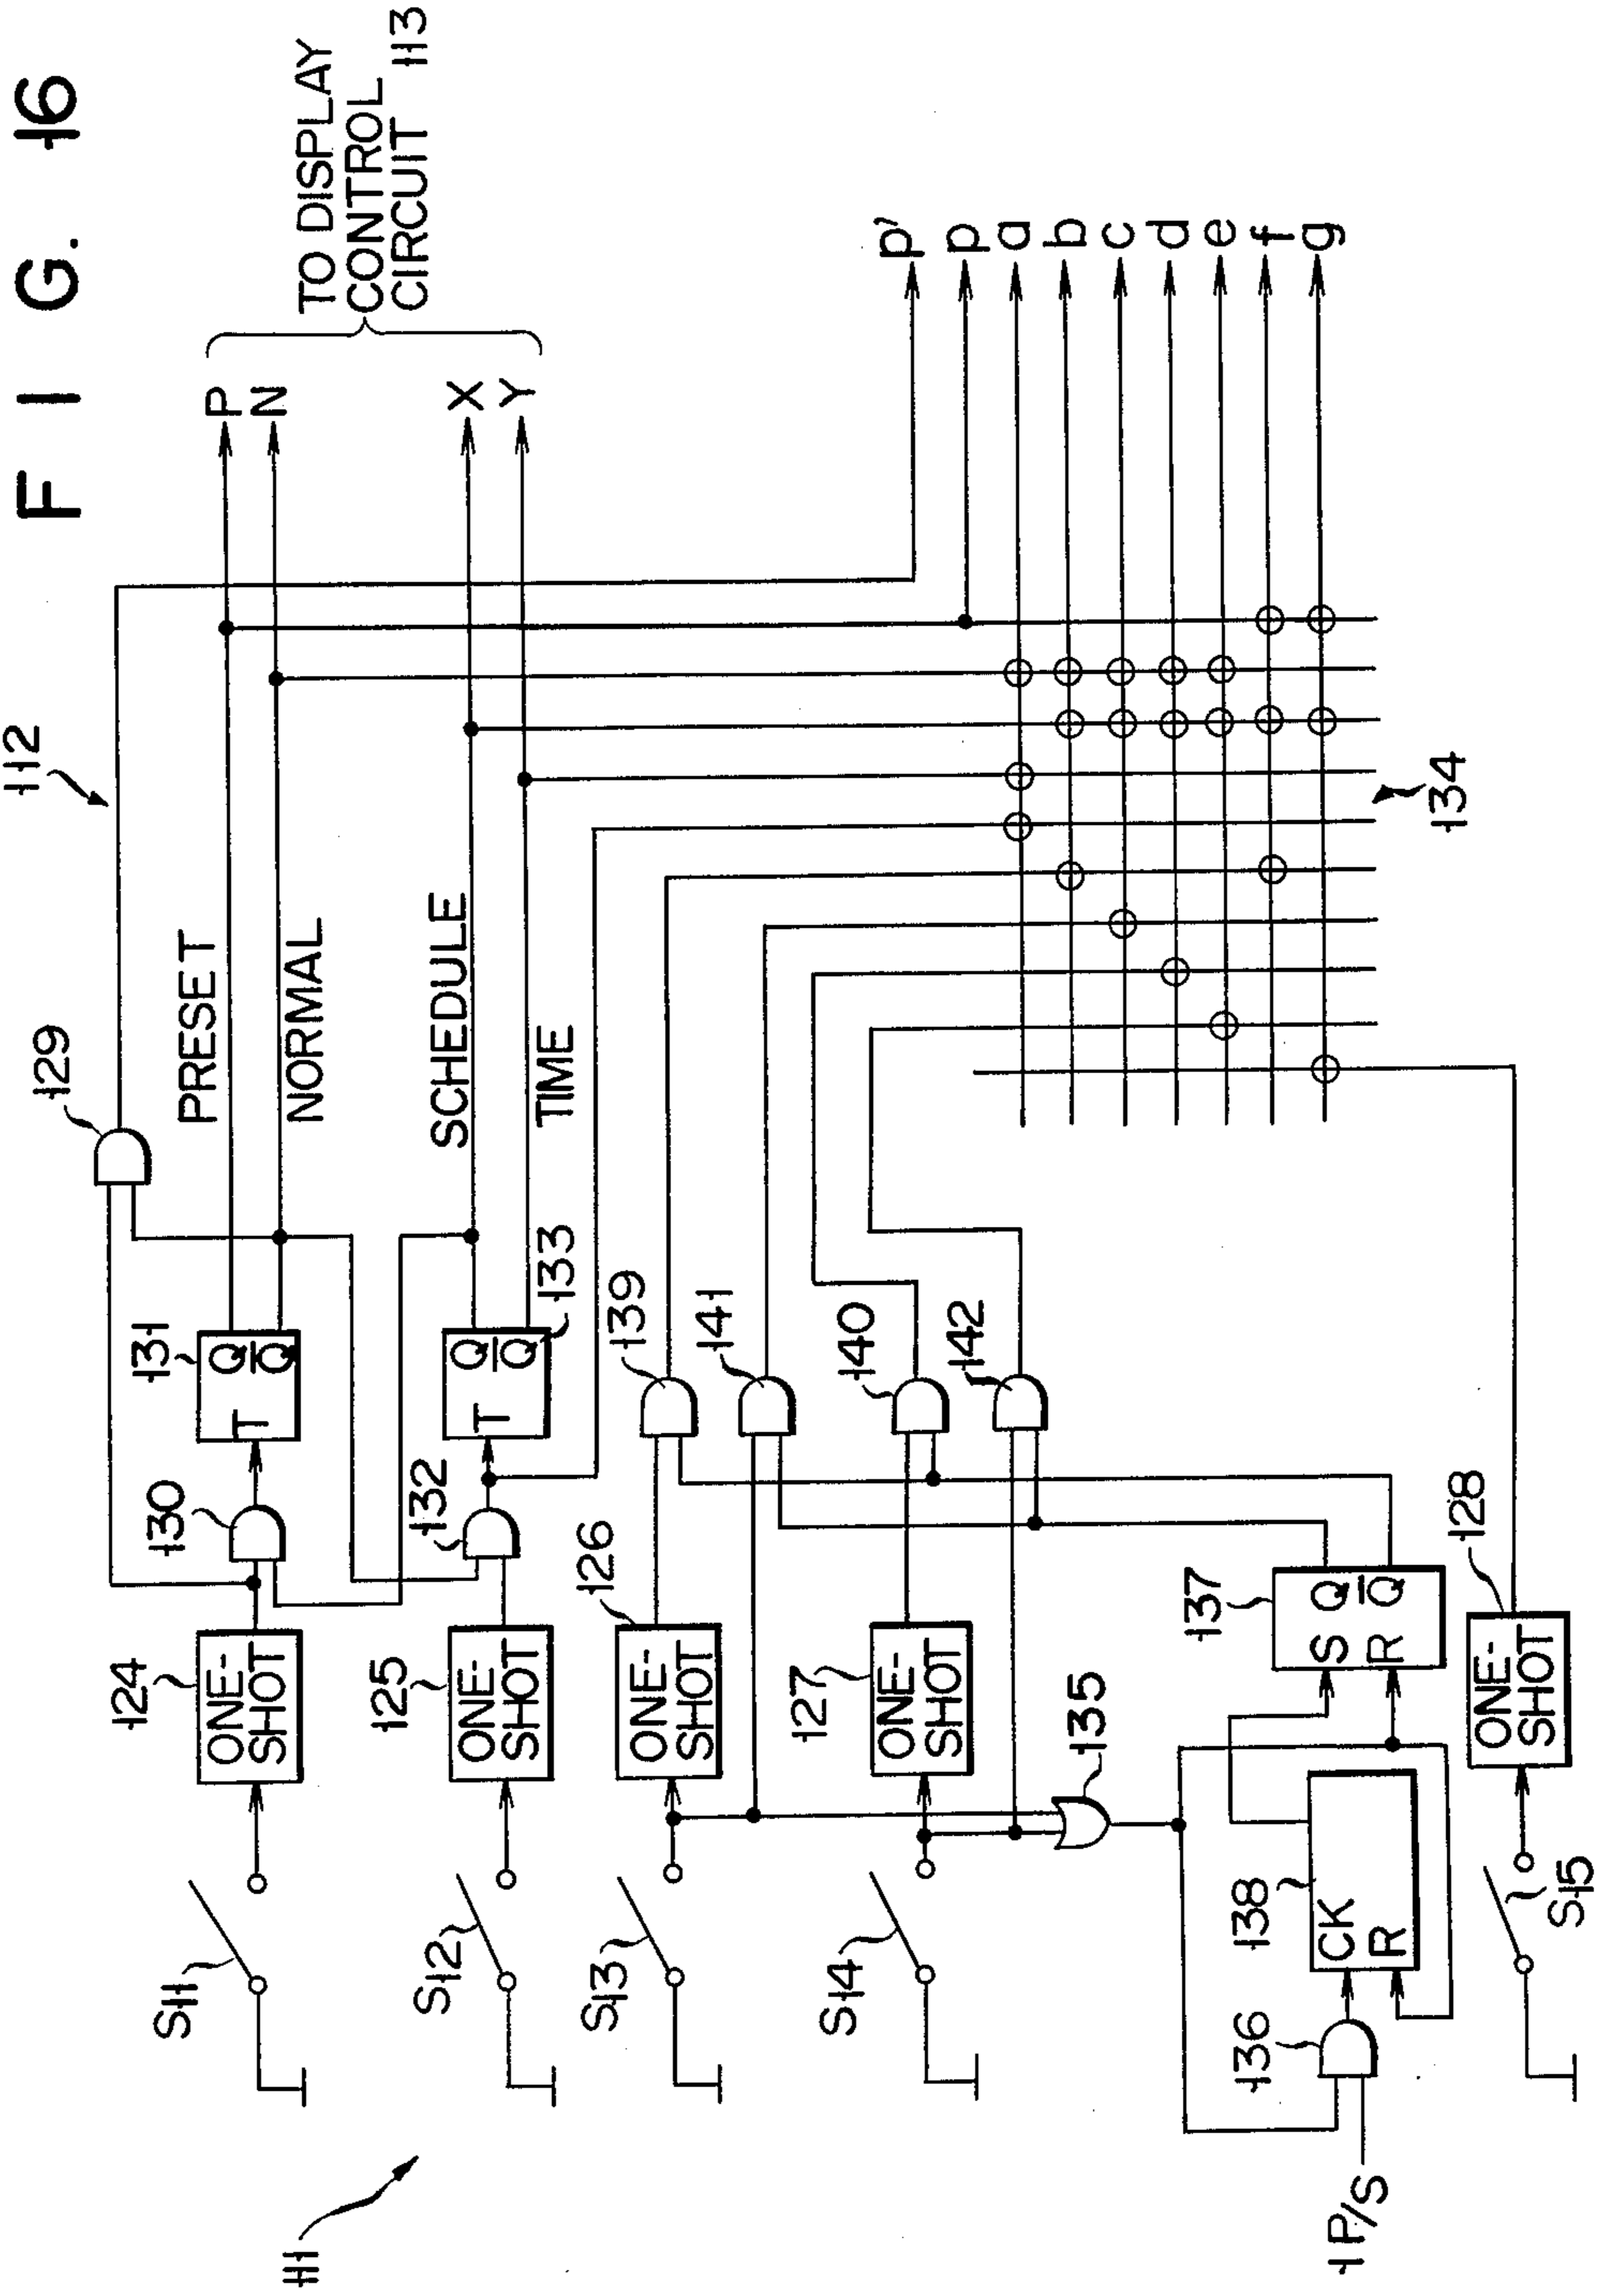 FIG. 16
112
111
TO DISPLAY
CONTROL
CIRCUIT 113
P
N
X
Y
PRESET
NORMAL
SCHEDULE
TIME
129
S11
124
ONE-
SHOT
130
131
T
Q
Q̅
S12
125
ONE-
SHOT
132
133
T
Q
Q̅
S13
126
ONE-
SHOT
139
141
S14
127
ONE-
SHOT
140
142
135
1P/S
136
138
CK
R
137
S
R
Q
Q̅
S15
128
ONE-
SHOT
134
p'
p
a
b
c
d
e
f
g